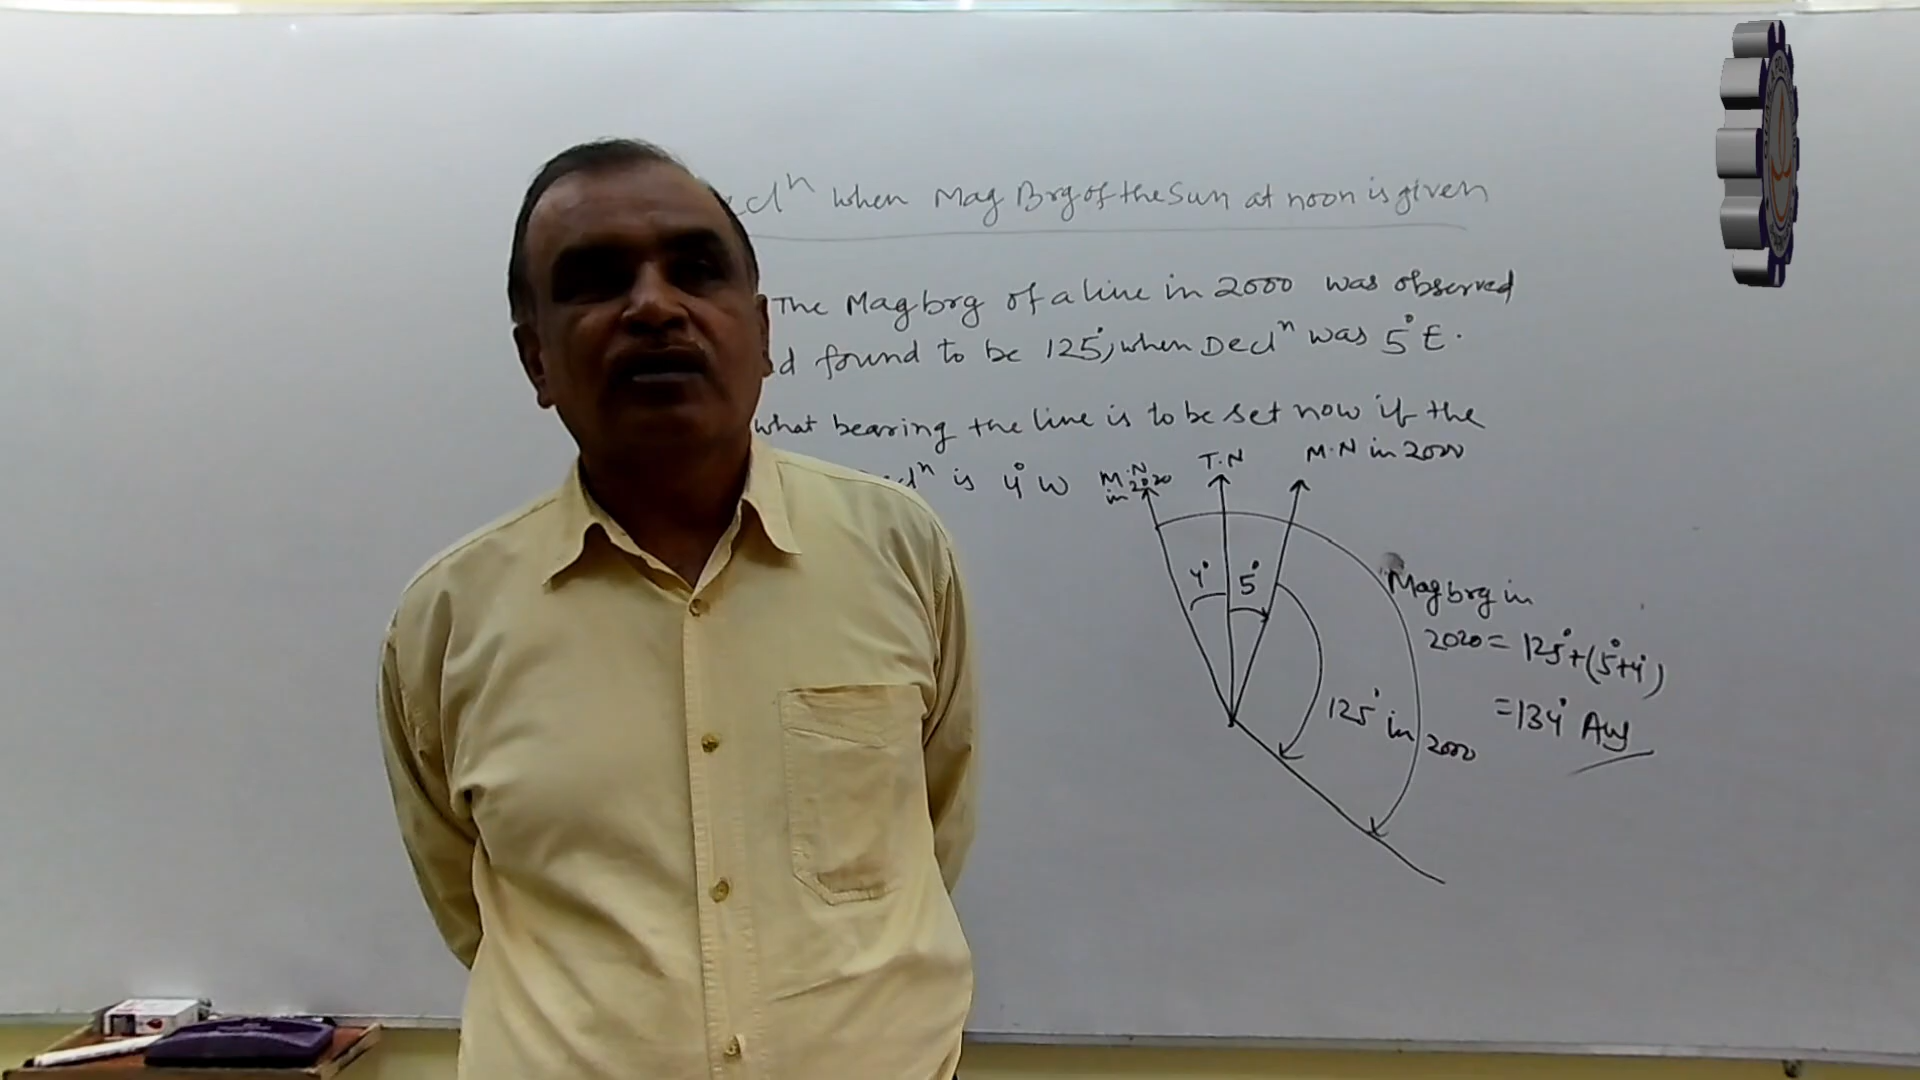 eclⁿ when Mag Brg of the Sun at noon is given
The Mag brg of a line in 2000 was observed
d found to be 125°, when Declⁿ was 5° E.
what bearing the line is to be set now if the
clⁿ is 4° W
M.N in 2020
T.N
M.N in 2000
4°
5°
Mag brg in
2020 = 125° + (5° + 4°)
= 134° Ans
125° in 2000